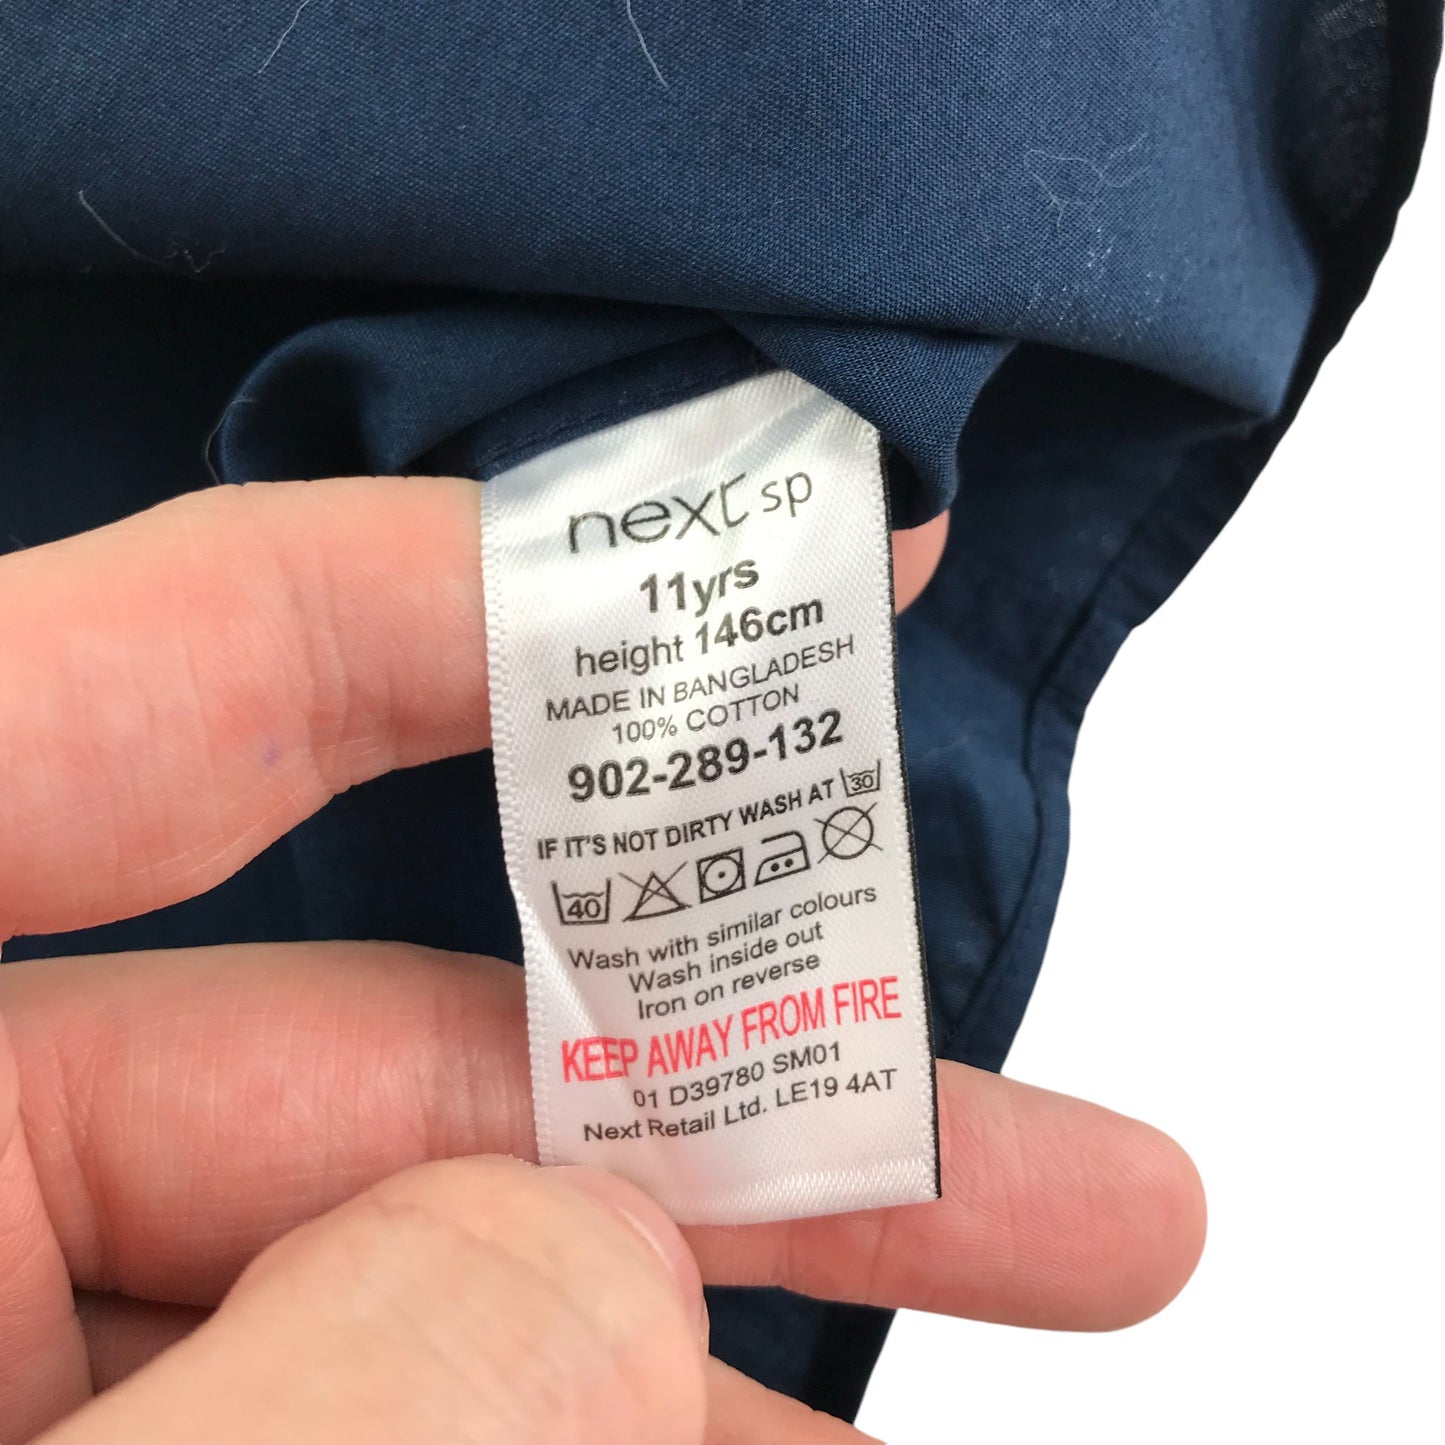 next sp
11yrs
height 146cm
MADE IN BANGLADESH
100% COTTON
902-289-132
IF IT'S NOT DIRTY WASH AT 30
40
Wash with similar colours
Wash inside out
Iron on reverse
KEEP AWAY FROM FIRE
01 D39780 SM01
Next Retail Ltd. LE19 4AT